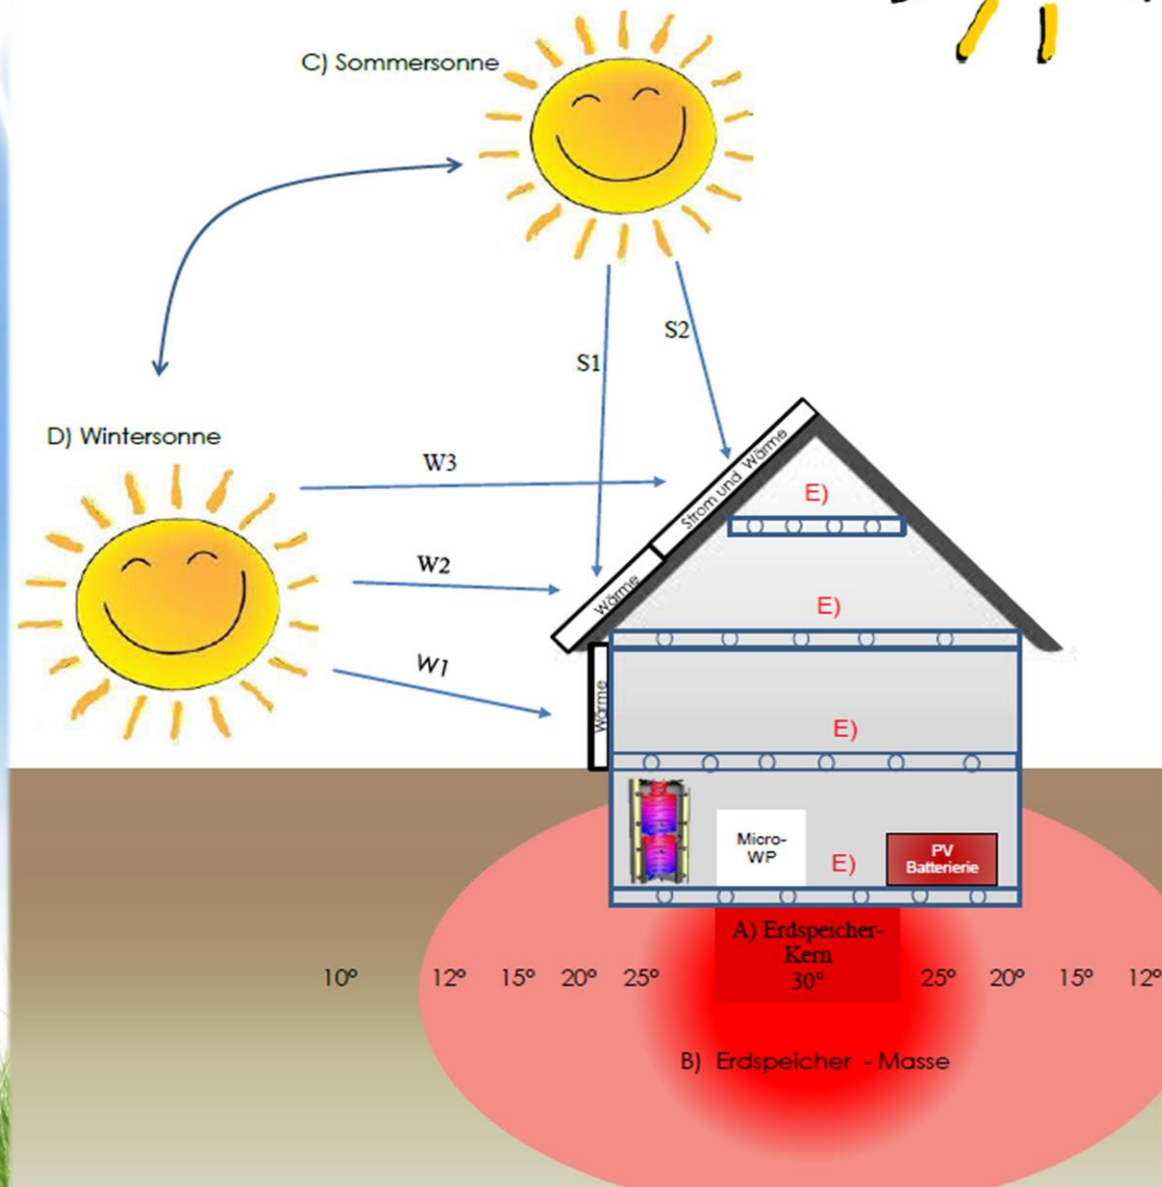 C) Sommersonne
S2
S1
D) Wintersonne
W3
Strom und Wärme
E)
W2
Wärme
E)
W1
Wärme
E)
Micro-
WP
E)
PV
Batterierie
A) Erdspeicher-
Kern
10° 12° 15° 20° 25° 30° 25° 20° 15° 12°
B) Erdspeicher - Masse